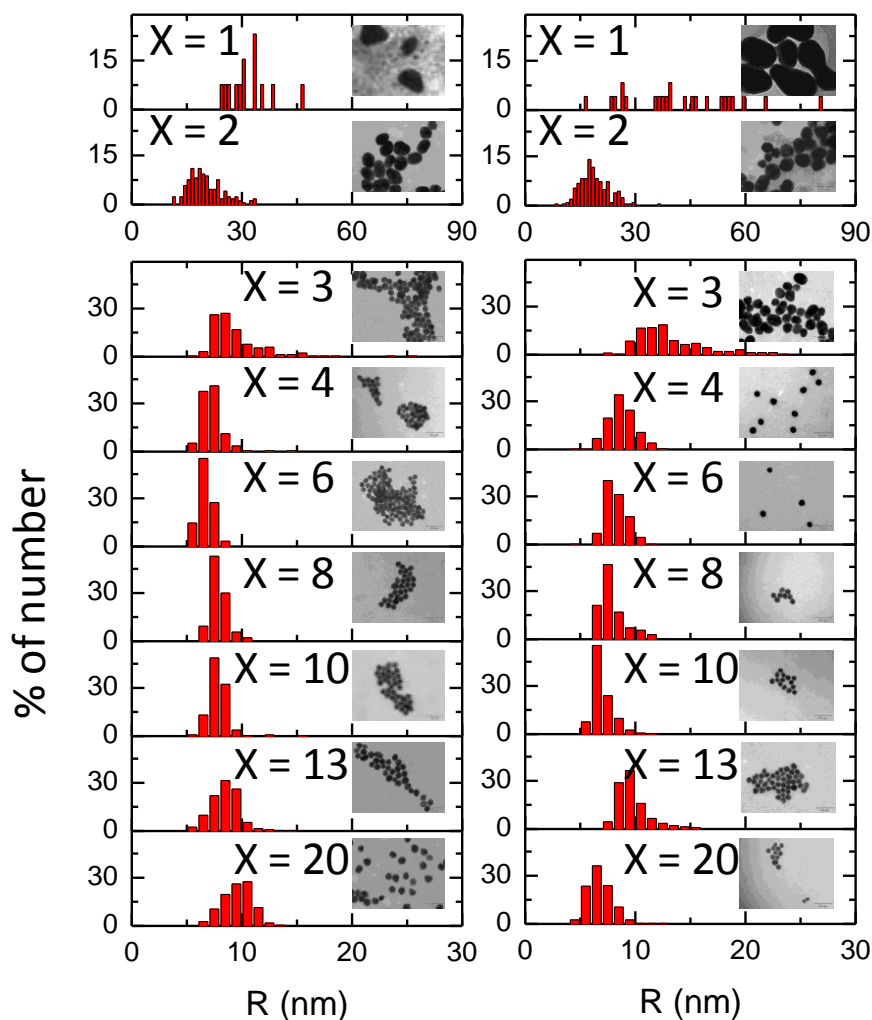 X = 1
15
0
X = 2
15
0
0 30 60 90
X = 3
30
0
X = 4
30
0
X = 6
30
0
X = 8
30
0
X = 10
30
0
X = 13
30
0
X = 20
30
0 10 20 30
R (nm)
% of number
X = 1
15
0
X = 2
15
0
0 30 60 90
X = 3
30
0
X = 4
30
0
X = 6
30
0
X = 8
30
0
X = 10
30
0
X = 13
30
0
X = 20
30
0
0 10 20 30
R (nm)